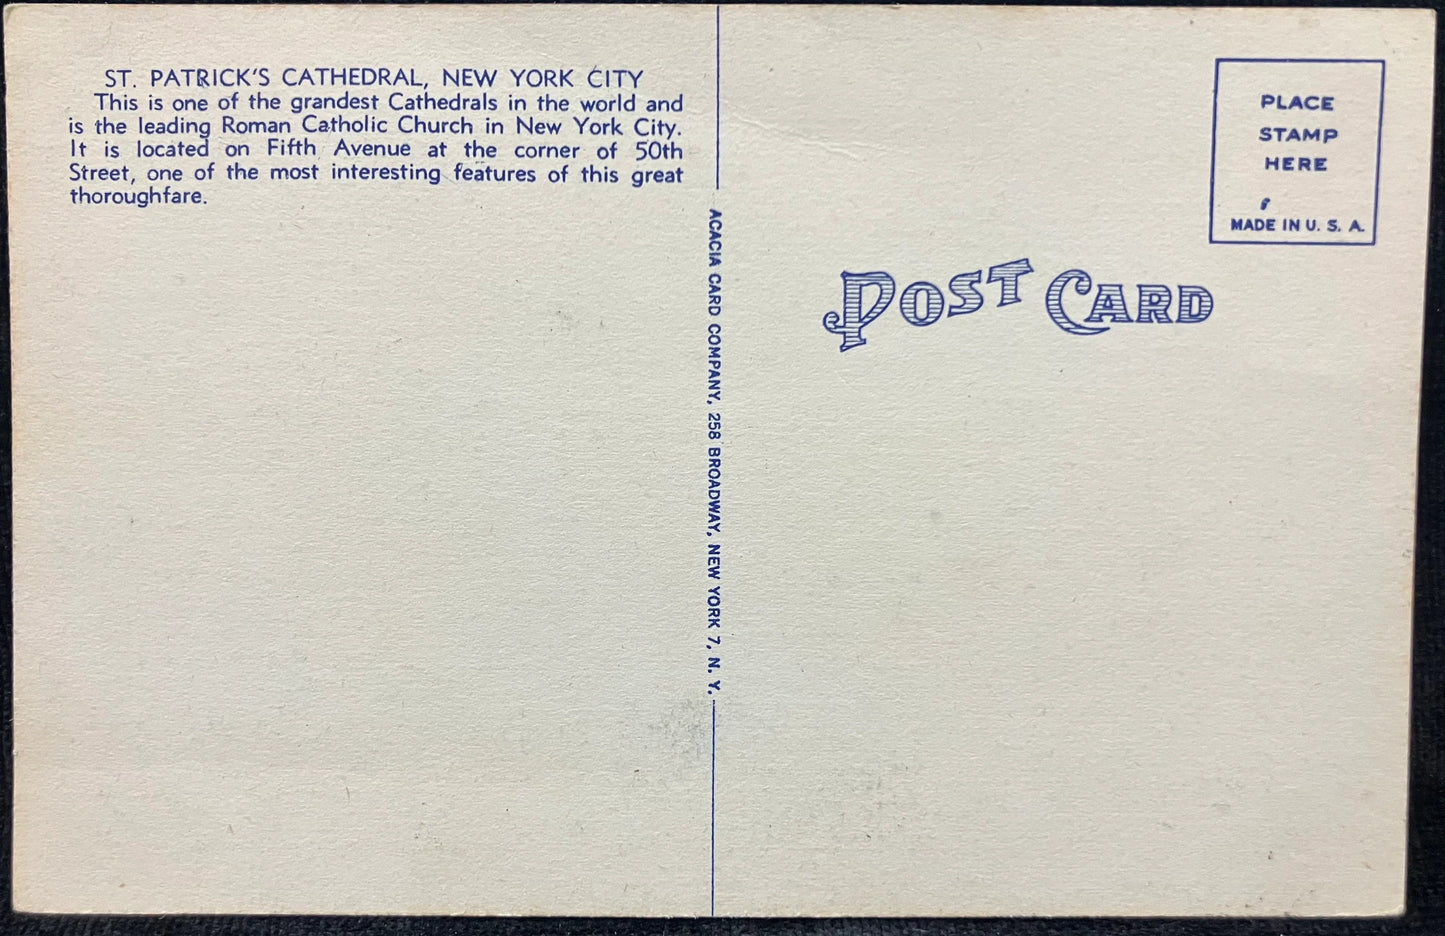 ST. PATRICK'S CATHEDRAL, NEW YORK CITY
This is one of the grandest Cathedrals in the world and
is the leading Roman Catholic Church in New York City.
It is located on Fifth Avenue at the corner of 50th
Street, one of the most interesting features of this great
thoroughfare.
ACACIA CARD COMPANY, 258 BROADWAY, NEW YORK 7, N. Y.
PLACE
STAMP
HERE
MADE IN U. S. A.
POST CARD